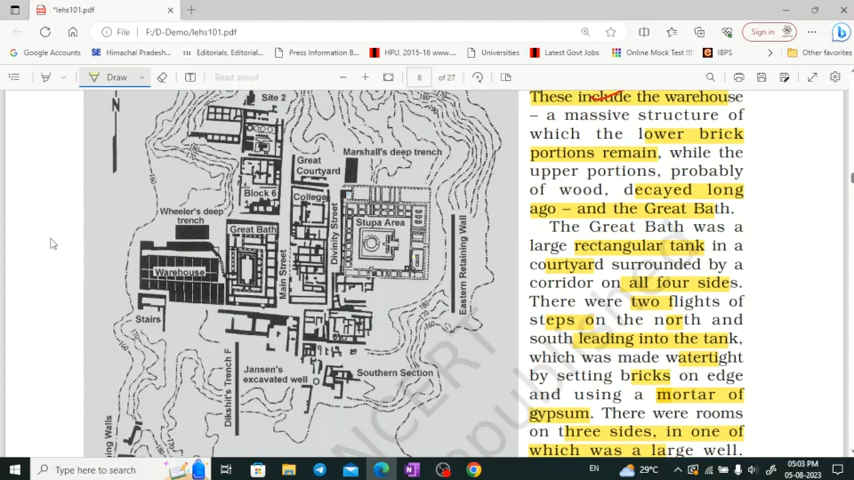 *lehs101.pdf
File
D:/D-Demo/lehs101.pdf
Sign in
Google Accounts
Himachal Pradesh...
Editorials, Editorial...
Press Information B...
HPU, 2015-16 www....
Universities
Latest Govt Jobs
Online Mock Test |...
IBPS
Other favorites
Draw
Read aloud
8 of 27
N
Site 2
Great
Courtyard
Marshall's deep trench
Block 6
1
College
Wheeler's deep
trench
Great Bath
Divinity Street
Stupa Area
Warehouse
Main Street
Eastern Retaining Wall
Stairs
Dikshit's Trench F
Jansen's
excavated well
Southern Section
ning Walls
These include the warehouse
– a massive structure of
which the lower brick
portions remain, while the
upper portions, probably
of wood, decayed long
ago – and the Great Bath.
The Great Bath was a
large rectangular tank in a
courtyard surrounded by a
corridor on all four sides.
There were two flights of
steps on the north and
south leading into the tank,
which was made watertight
by setting bricks on edge
and using a mortar of
gypsum. There were rooms
on three sides, in one of
which was a large well.
NCERT
republished
Type here to search
29°C
EN
05:03 PM
05-08-2023